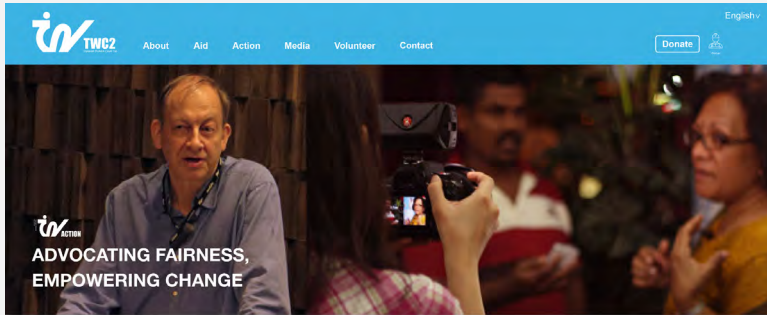 English
TWC2
About Aid Action Media Volunteer Contact
Donate
ACTION
ADVOCATING FAIRNESS,
EMPOWERING CHANGE